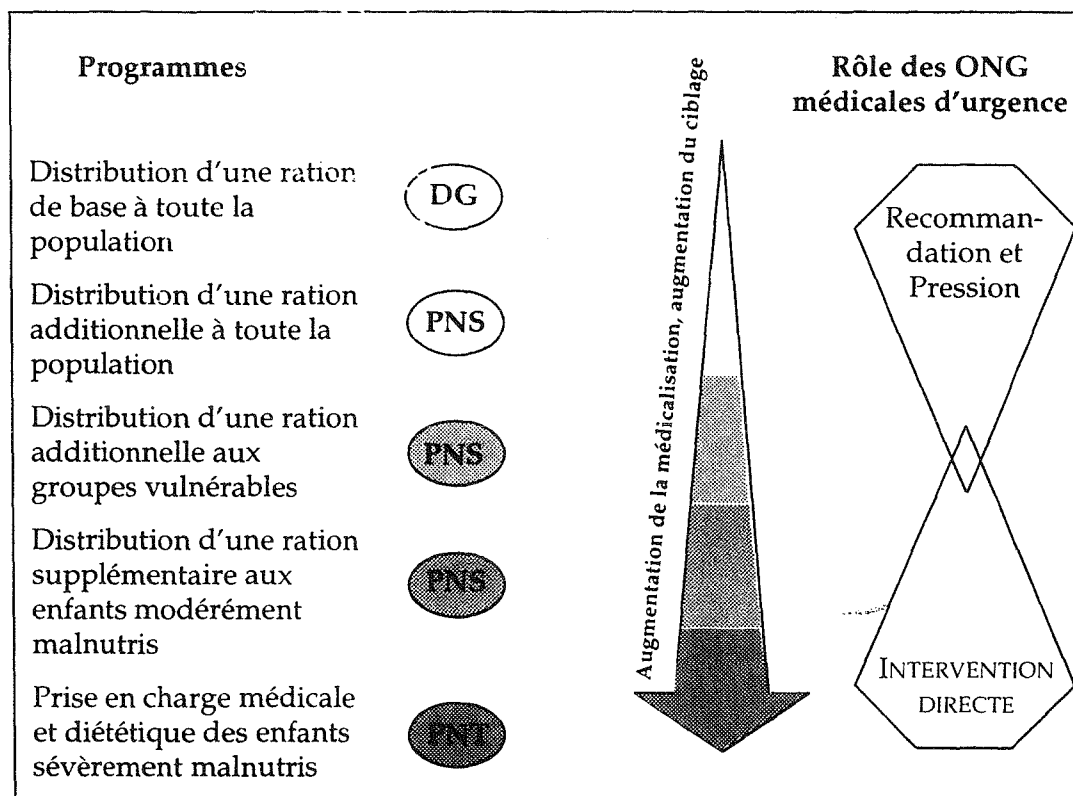 Programmes
Rôle des ONG
médicales d'urgence
Distribution d'une ration
de base à toute la
population
DG
Distribution d'une ration
additionnelle à toute la
population
PNS
Distribution d'une ration
additionnelle aux
groupes vulnérables
PNS
Distribution d'une ration
supplémentaire aux
enfants modérément
malnutris
PNS
Prise en charge médicale
et diététique des enfants
sévèrement malnutris
PNT
Augmentation de la médicalisation, augmentation du ciblage
Recomman-
dation et
Pression
INTERVENTION
DIRECTE